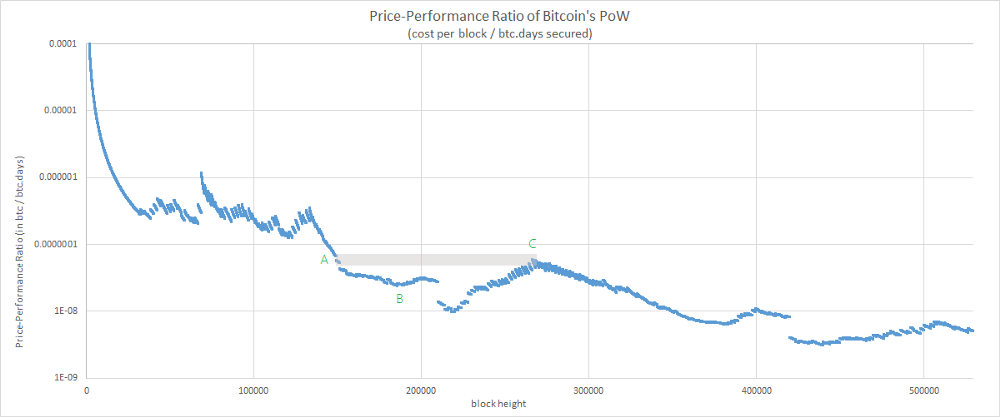 Price-Performance Ratio of Bitcoin's PoW
(cost per block / btc.days secured)
Price-Performance Ratio (in btc / btc.days)
0.0001
0.00001
0.000001
0.0000001
1E-08
1E-09
A
B
C
0 100000 200000 300000 400000 500000
block height